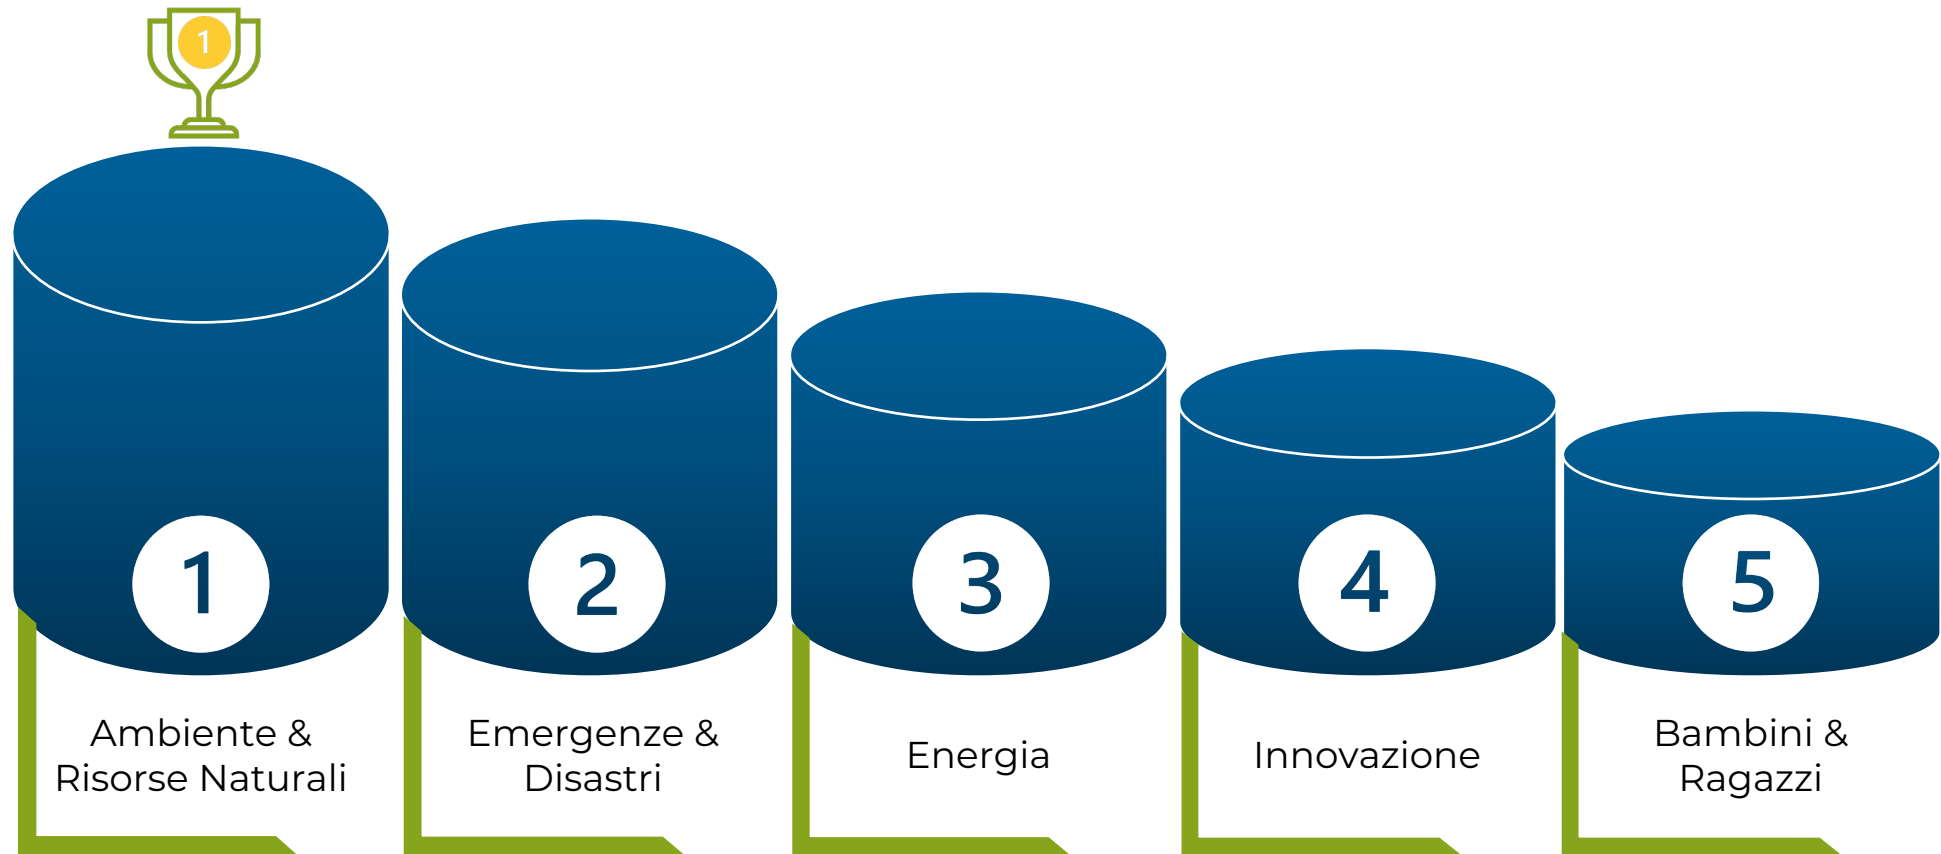 1
1
2
3
4
5
Ambiente &
Risorse Naturali
Emergenze &
Disastri
Energia
Innovazione
Bambini &
Ragazzi